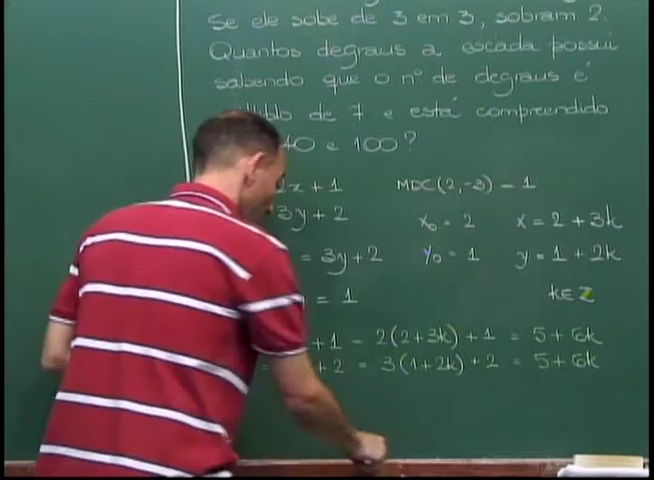 Se ele sobe de 3 em 3, sobram 2.
Quantos degraus a escada possui
sabendo que o nº de degraus é
de 7 e está compreendido
40 e 100?
2x + 1 MDC(2,-3) = 1
3y + 2 x₀ = 2 x = 2 + 3k
= 3y + 2 y₀ = 1 y = 1 + 2k
= 1 k ∈ Z
+ 1 = 2(2+3k) + 1 = 5 + 6k
+ 2 = 3(1+2k) + 2 = 5 + 6k